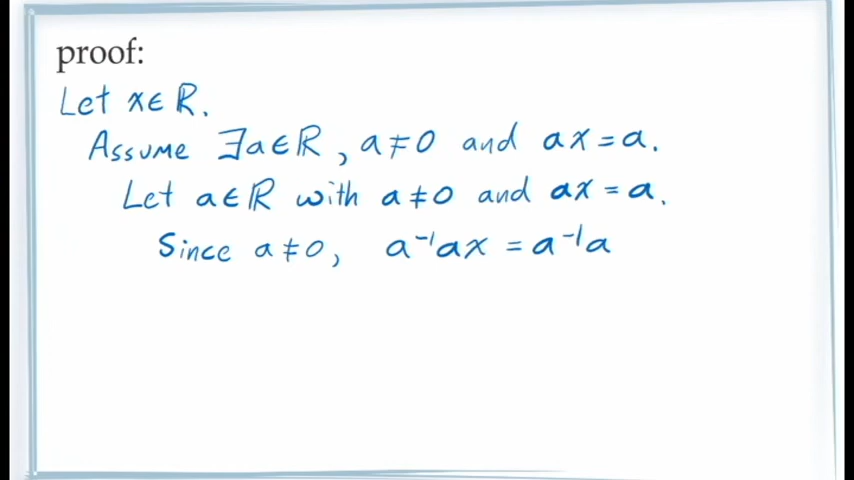 proof:
Let x∈ℝ.
Assume ∃a∈ℝ, a≠0 and ax=a.
Let a∈ℝ with a≠0 and ax=a.
Since a≠0, a⁻¹ax = a⁻¹a